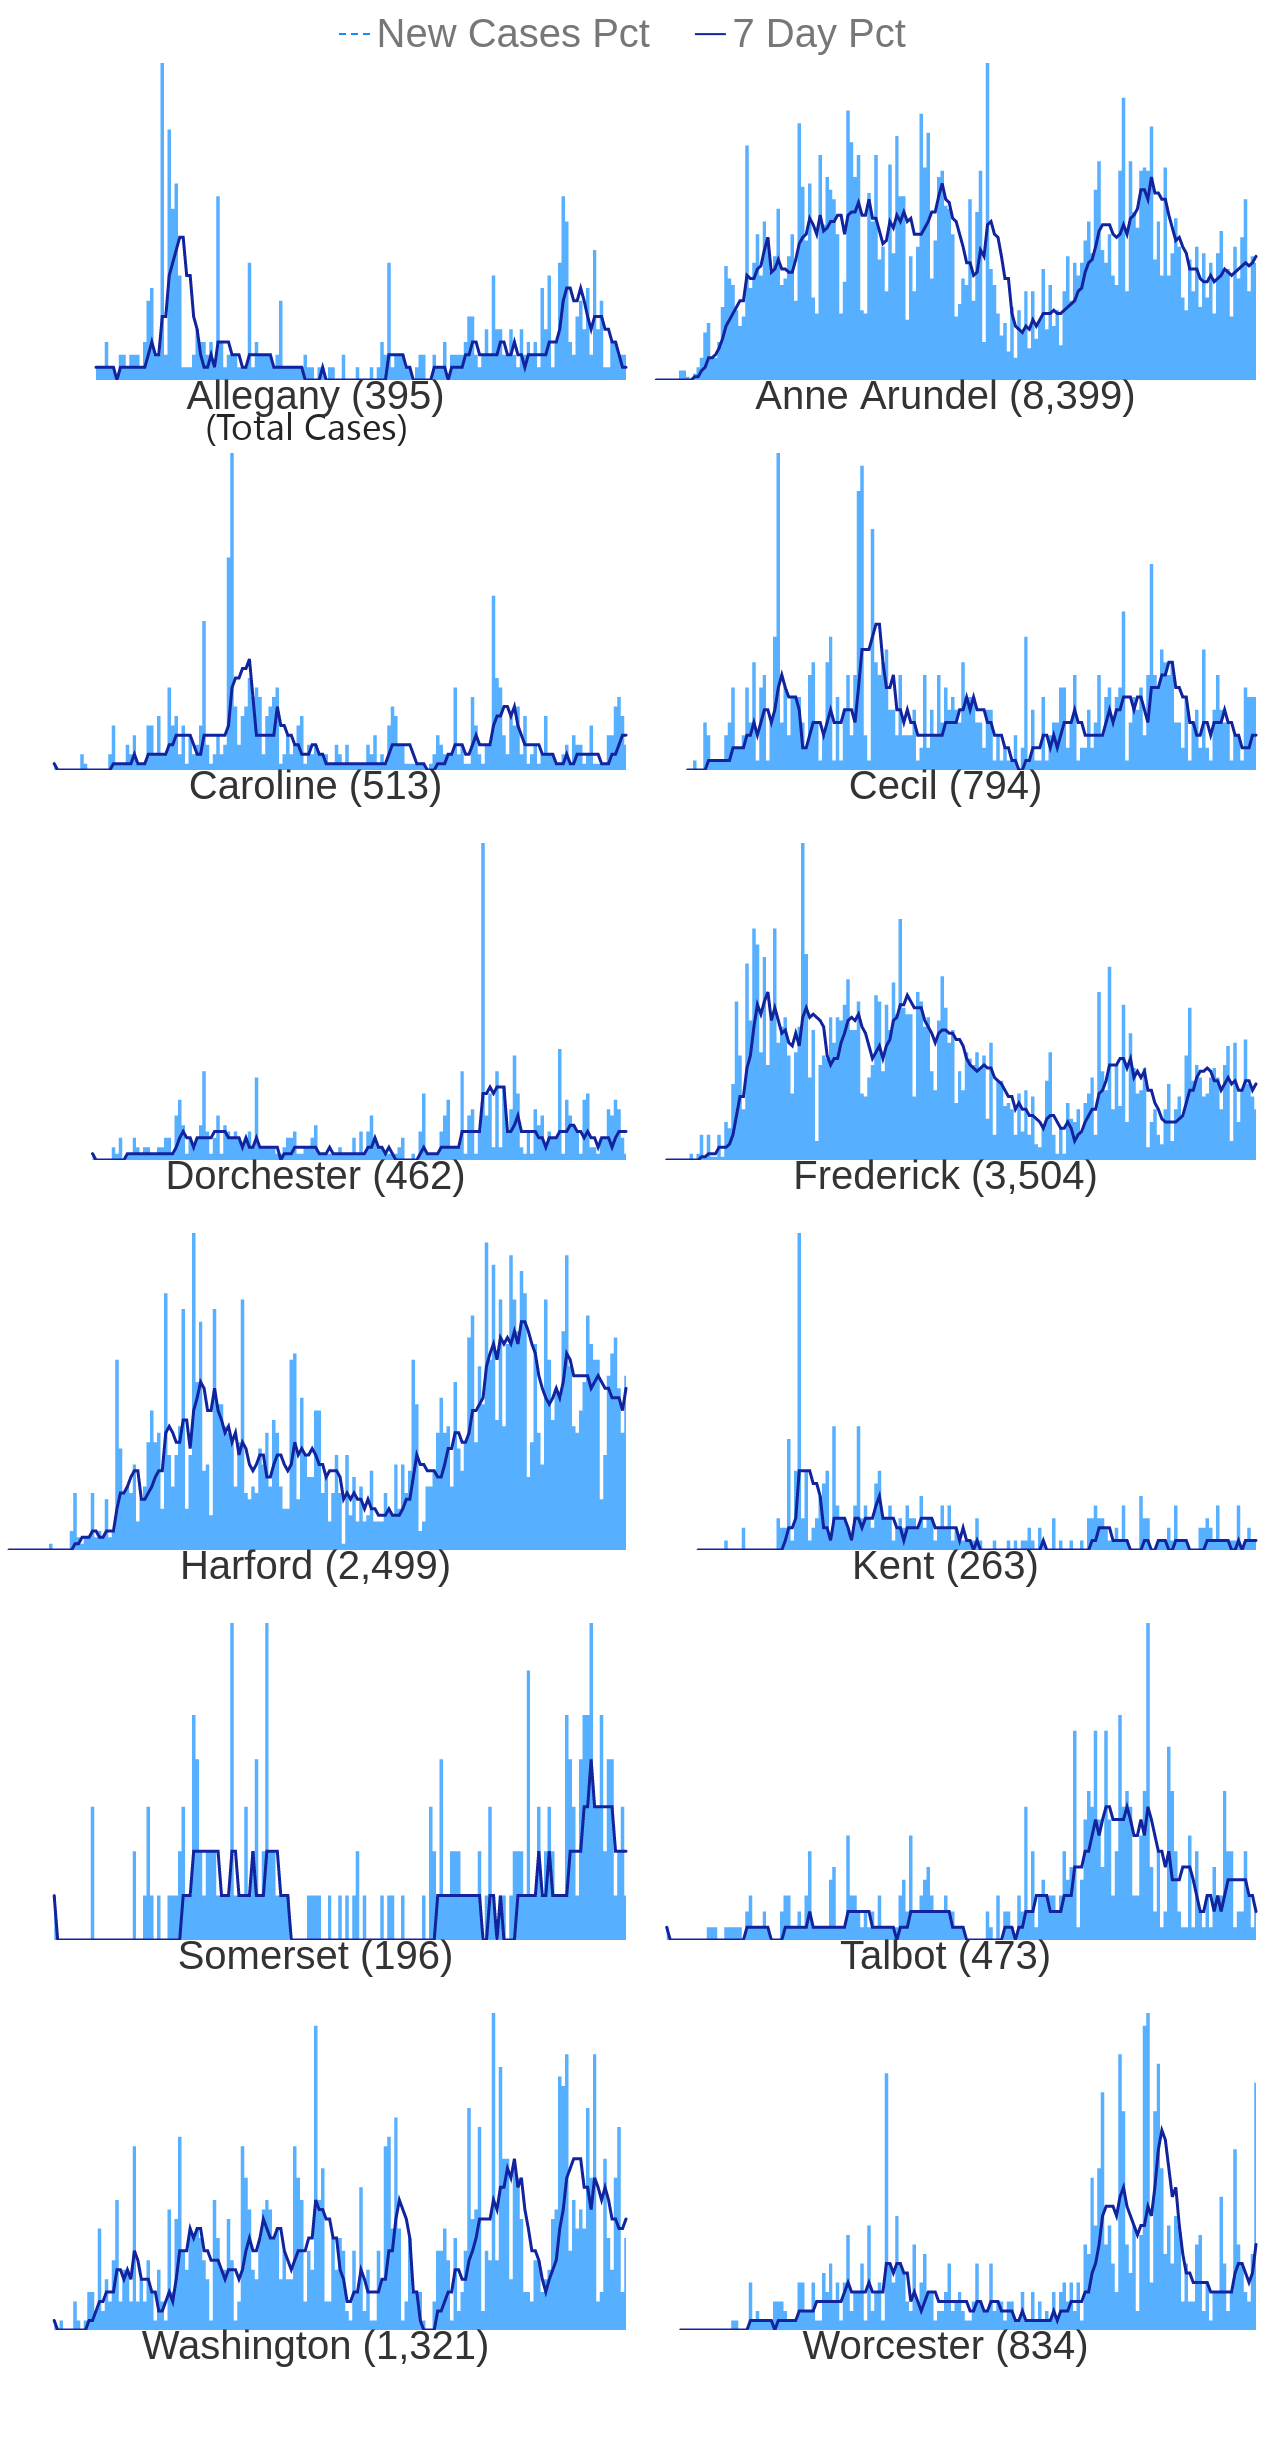 New Cases Pct 7 Day Pct
Allegany (395) Anne Arundel (8,399)
(Total Cases)
Caroline (513) Cecil (794)
Dorchester (462) Frederick (3,504)
Harford (2,499) Kent (263)
Somerset (196) Talbot (473)
Washington (1,321) Worcester (834)